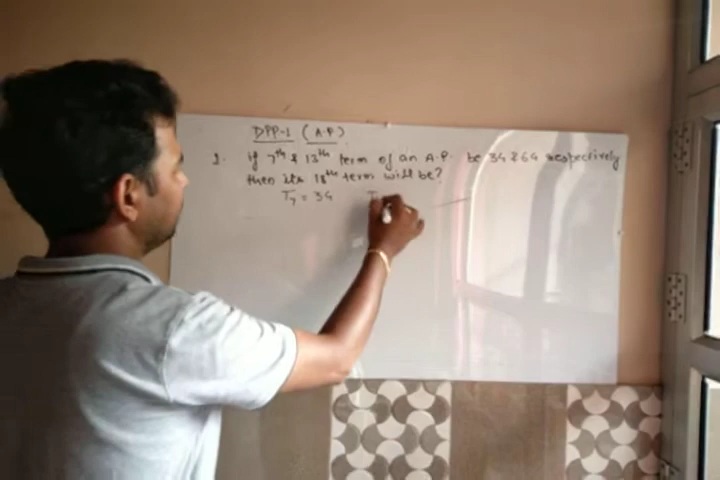 DPP-1 (A.P)
1. if 7th & 13th term of an A.P. be 34 & 64 respectively
then its 18th term will be?
T7 = 34 T